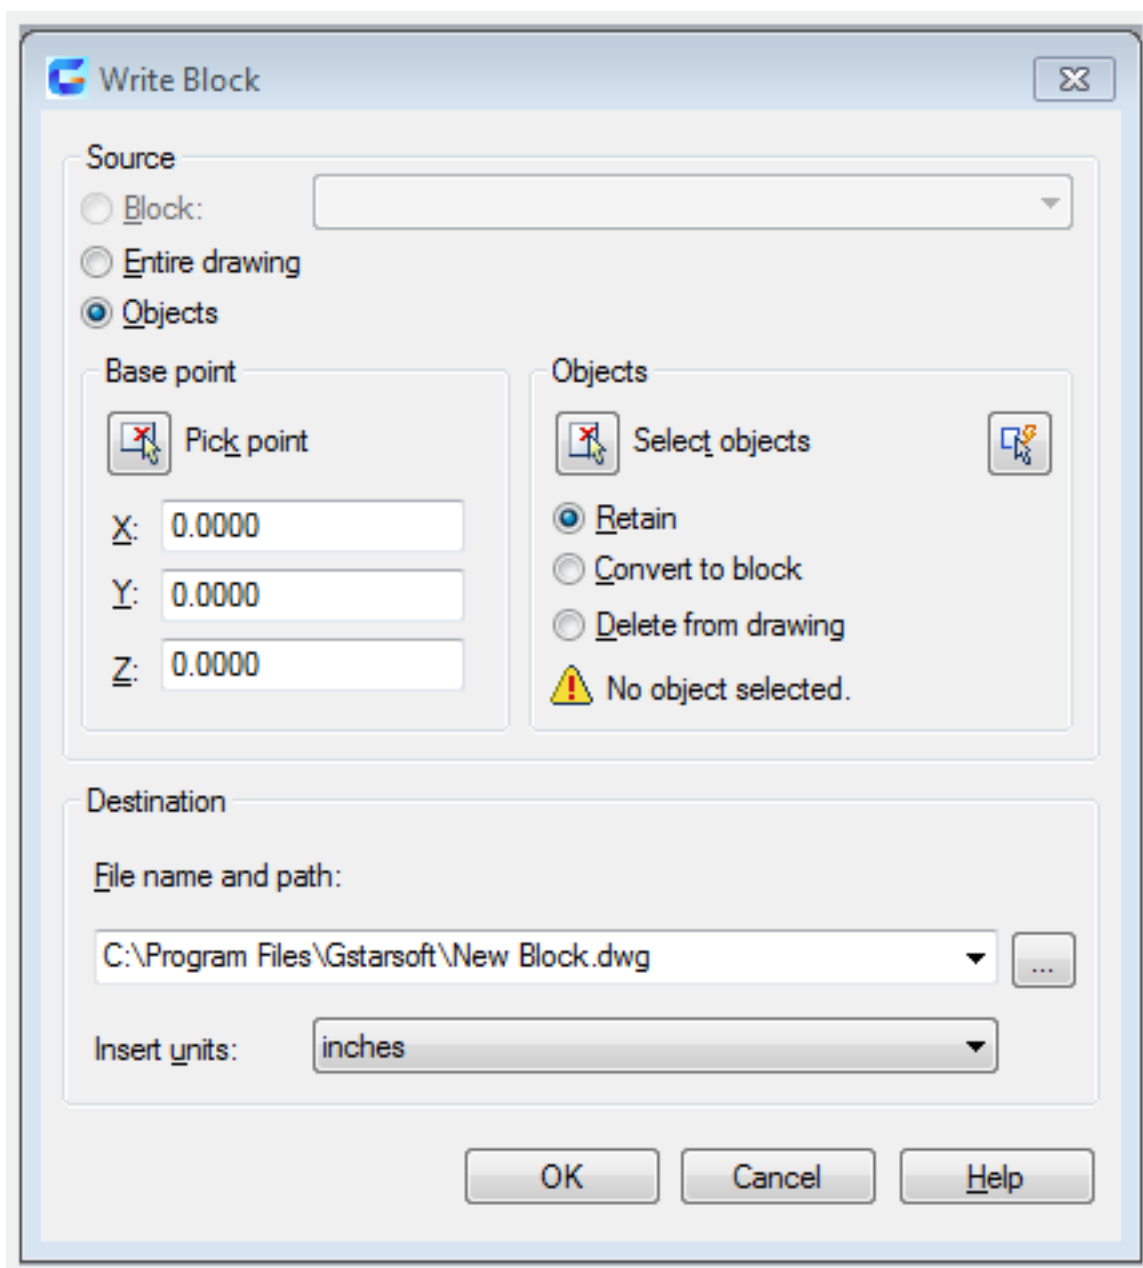 Write Block
Source
Block:
Entire drawing
Objects
Base point
Pick point
X: 0.0000
Y: 0.0000
Z: 0.0000
Objects
Select objects
Retain
Convert to block
Delete from drawing
No object selected.
Destination
File name and path:
C:\Program Files\Gstarsoft\New Block.dwg
...
Insert units: inches
OK Cancel Help